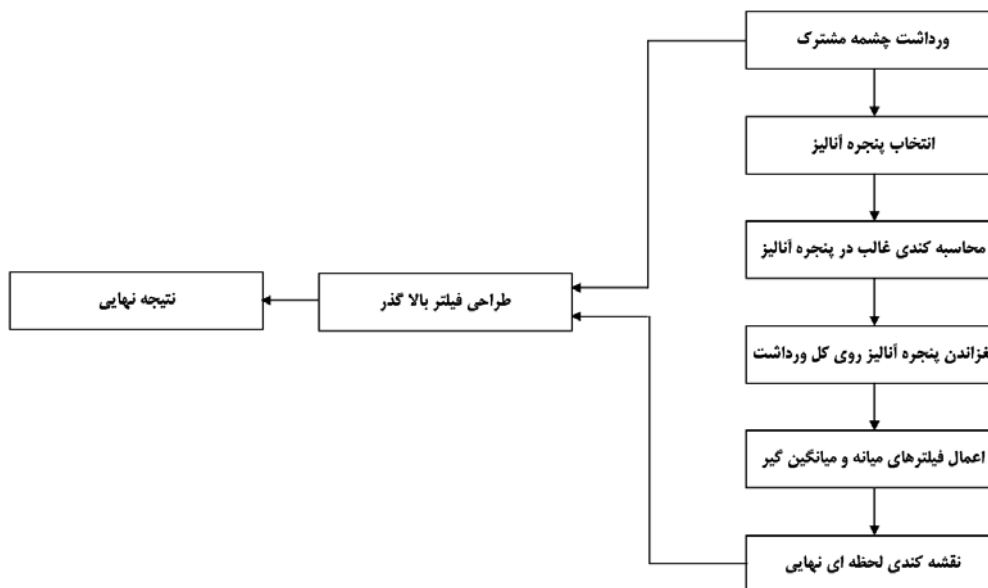 ورداشت چشمه مشترک
انتخاب پنجره آنالیز
محاسبه کندی غالب در پنجره آنالیز
نتیجه نهایی
طراحی فیلتر بالا گذر
لغزاندن پنجره آنالیز روی کل ورداشت
اعمال فیلترهای میانه و میانگین گیر
نقشه کندی لحظه ای نهایی